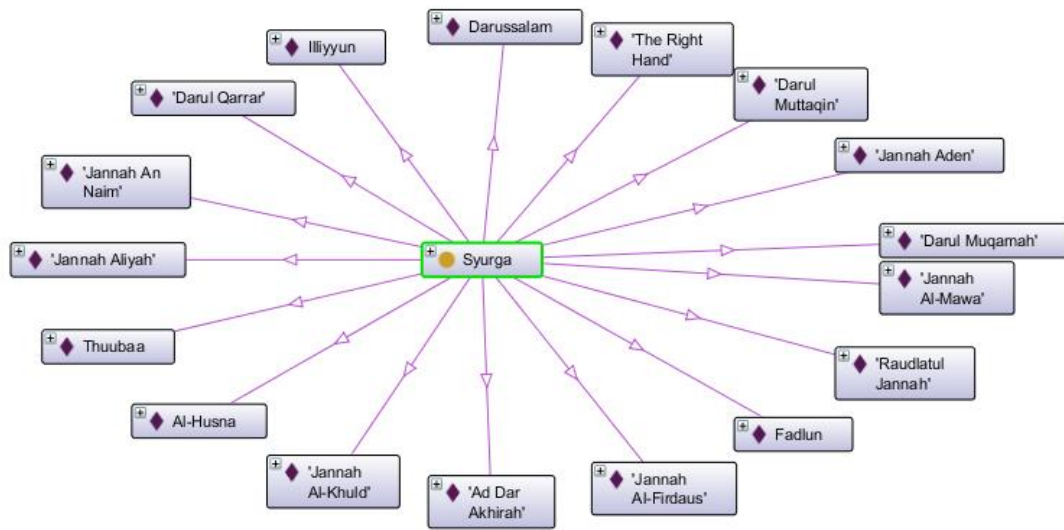 Darussalam
Illiyyun
'The Right
Hand'
'Darul
Muttaqin'
'Darul Qarrar'
'Jannah Aden'
'Jannah An
Naim'
'Darul Muqamah'
'Jannah Aliyah'
Syurga
'Jannah
Al-Mawa'
Thuubaa
'Raudlatul
Jannah'
Al-Husna
Fadlun
'Jannah
Al-Khuld'
'Ad Dar
Akhirah'
'Jannah
Al-Firdaus'